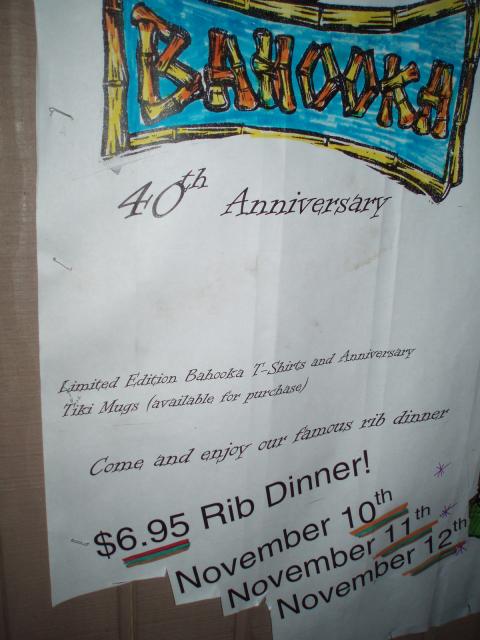 BAHOOKA
40th Anniversary
Limited Edition Bahooka T-Shirts and Anniversary
Tiki Mugs (available for purchase)
Come and enjoy our famous rib dinner
$6.95 Rib Dinner!
November 10th
November 11th
November 12th